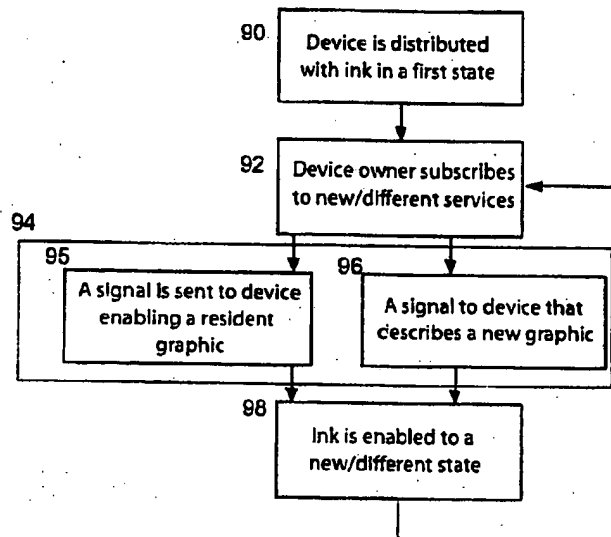 90
Device is distributed
with ink in a first state
92
Device owner subscribes
to new/different services
94
95
A signal is sent to device
enabling a resident
graphic
96
A signal to device that
describes a new graphic
98
Ink is enabled to a
new/different state